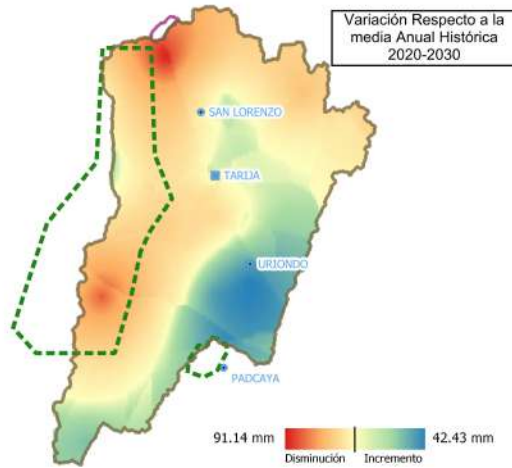 Variación Respecto a la
media Anual Histórica
2020-2030
SAN LORENZO
TARIJA
URIONDO
PADCAYA
91.14 mm
42.43 mm
Disminución
Incremento